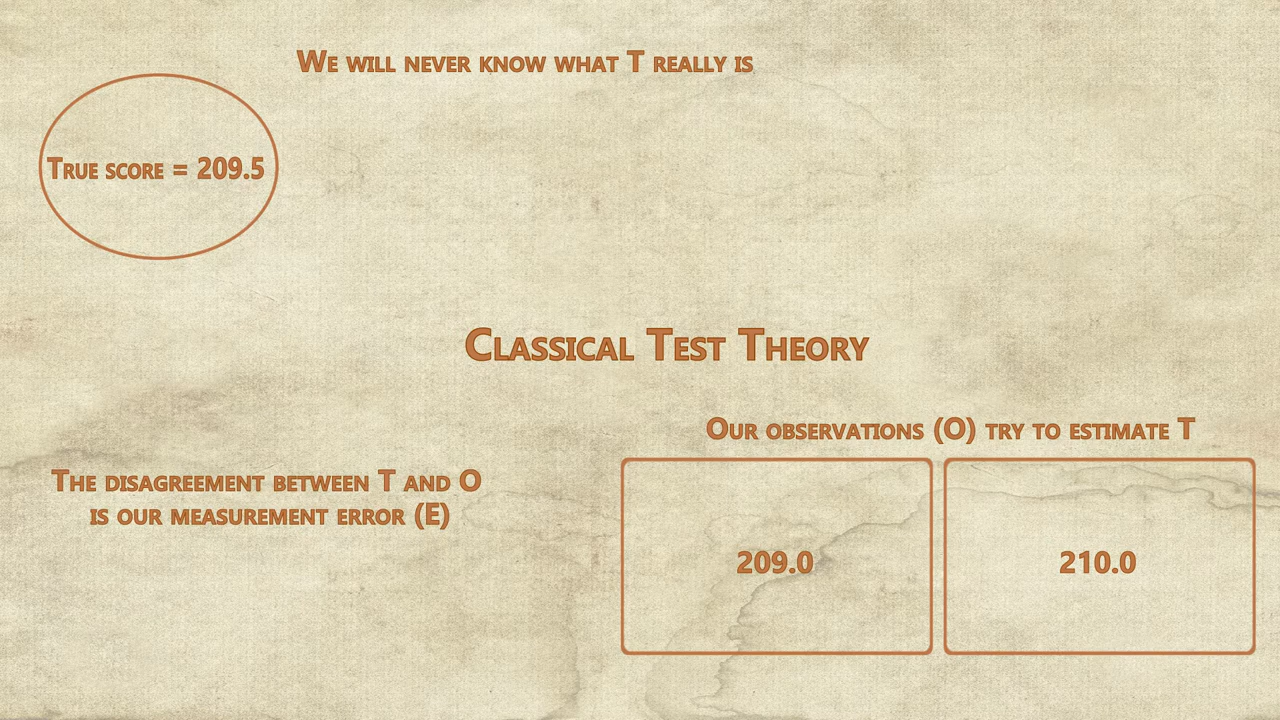 We will never know what T really is
True score = 209.5
Classical Test Theory
Our observations (O) try to estimate T
The disagreement between T and O
is our measurement error (E)
209.0
210.0